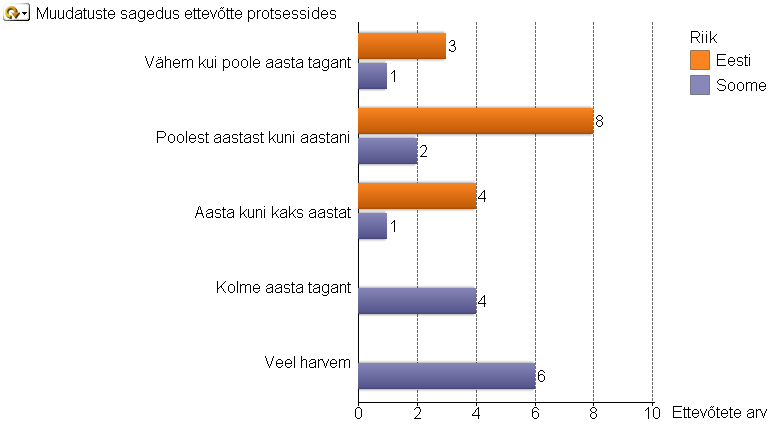 Muudatuste sagedus ettevõtte protsessides
Riik
Eesti
Soome
Vähem kui poole aasta tagant
3
1
Poolest aastast kuni aastani
8
2
Aasta kuni kaks aastat
4
1
Kolme aasta tagant
4
Veel harvem
6
0 2 4 6 8 10 Ettevõtete arv